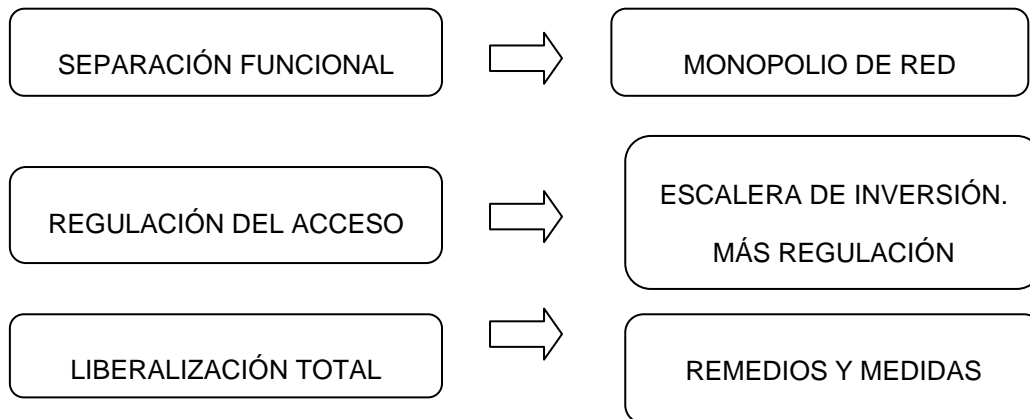 SEPARACIÓN FUNCIONAL
MONOPOLIO DE RED
REGULACIÓN DEL ACCESO
ESCALERA DE INVERSIÓN.
MÁS REGULACIÓN
LIBERALIZACIÓN TOTAL
REMEDIOS Y MEDIDAS